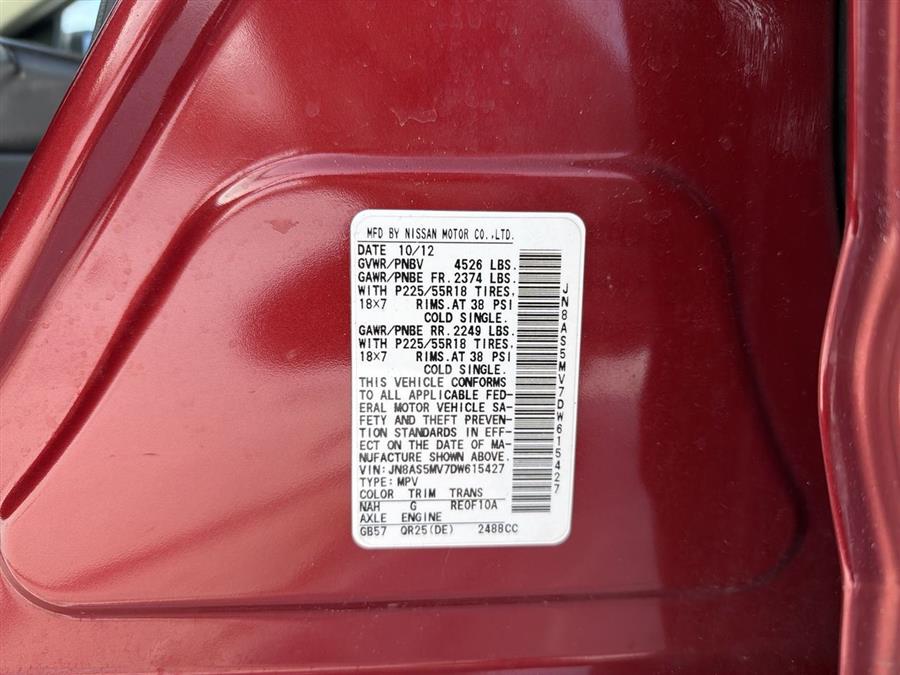 MFD BY NISSAN MOTOR CO.,LTD.
DATE 10/12
GVWR/PNBV 4526 LBS.
GAWR/PNBE FR. 2374 LBS.
WITH P225/55R18 TIRES,
18X7 RIMS.AT 38 PSI
COLD SINGLE.
GAWR/PNBE RR. 2249 LBS.
WITH P225/55R18 TIRES,
18X7 RIMS.AT 38 PSI
COLD SINGLE.
THIS VEHICLE CONFORMS
TO ALL APPLICABLE FED-
ERAL MOTOR VEHICLE SA-
FETY AND THEFT PREVEN-
TION STANDARDS IN EFF-
ECT ON THE DATE OF MA-
NUFACTURE SHOWN ABOVE.
VIN: JN8AS5MV7DW615427
TYPE: MPV
COLOR TRIM TRANS
NAH G RE0F10A
AXLE ENGINE
GB57 QR25(DE) 2488CC
JN8AS5MV7DW615427